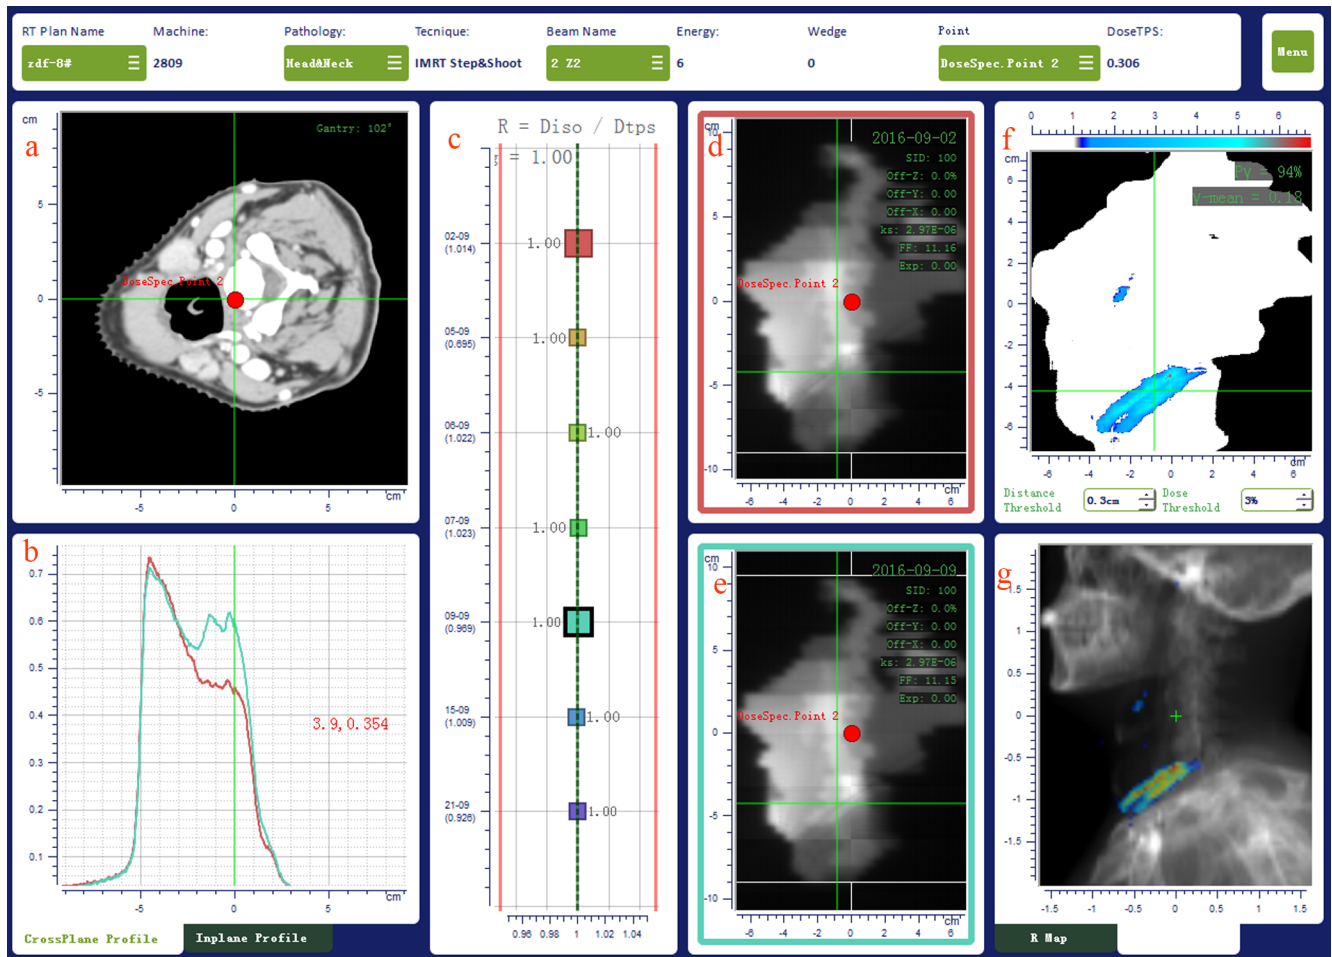 RT Plan Name
Machine:
Pathology:
Tecnique:
Beam Name
Energy:
Wedge
Point
DoseTPS:
zdf-8#
2809
Head&Neck
IMRT Step&Shoot
2 Z2
6
0
DoseSpec.Point 2
0.306
Menu
a
cm
Gantry: 102°
5
0
-5
DoseSpec.Point 2
-5
0
5
cm
b
0.7
0.6
0.5
0.4
0.3
0.2
0.1
3.9,0.354
-5
0
cm
CrossPlane Profile
Inplane Profile
c
R = Diso / Dtps
= 1.00
02-09
(1.014)
1.00
05-09
(0.695)
1.00
06-09
(1.022)
1.00
07-09
(1.023)
1.00
09-09
(0.969)
1.00
15-09
(1.009)
1.00
21-09
(0.926)
1.00
0.96 0.98 1 1.02 1.04
d
cm
10
5
0
-5
-10
2016-09-02
SID: 100
Off-Z: 0.0%
Off-Y: 0.00
Off-X: 0.00
ks: 2.97E-06
FF: 11.16
Exp: 0.00
DoseSpec.Point 2
-6 -4 -2 0 2 4 6
cm
e
cm
10
5
0
-5
-10
2016-09-09
SID: 100
Off-Z: 0.0%
Off-Y: 0.00
Off-X: 0.00
ks: 2.97E-06
FF: 11.15
Exp: 0.00
DoseSpec.Point 2
-6 -4 -2 0 2 4 6
cm
f
0 1 2 3 4 5 6
cm
6
4
2
0
-2
-4
-6
Pγ = 94%
γ-mean = 0.18
-6 -4 -2 0 2 4 6
cm
Distance
Threshold
0.3cm
Dose
Threshold
3%
g
1
0.5
0
-0.5
-1
-1.5
-1.5 -1 -0.5 0 0.5 1 1.5
R Map